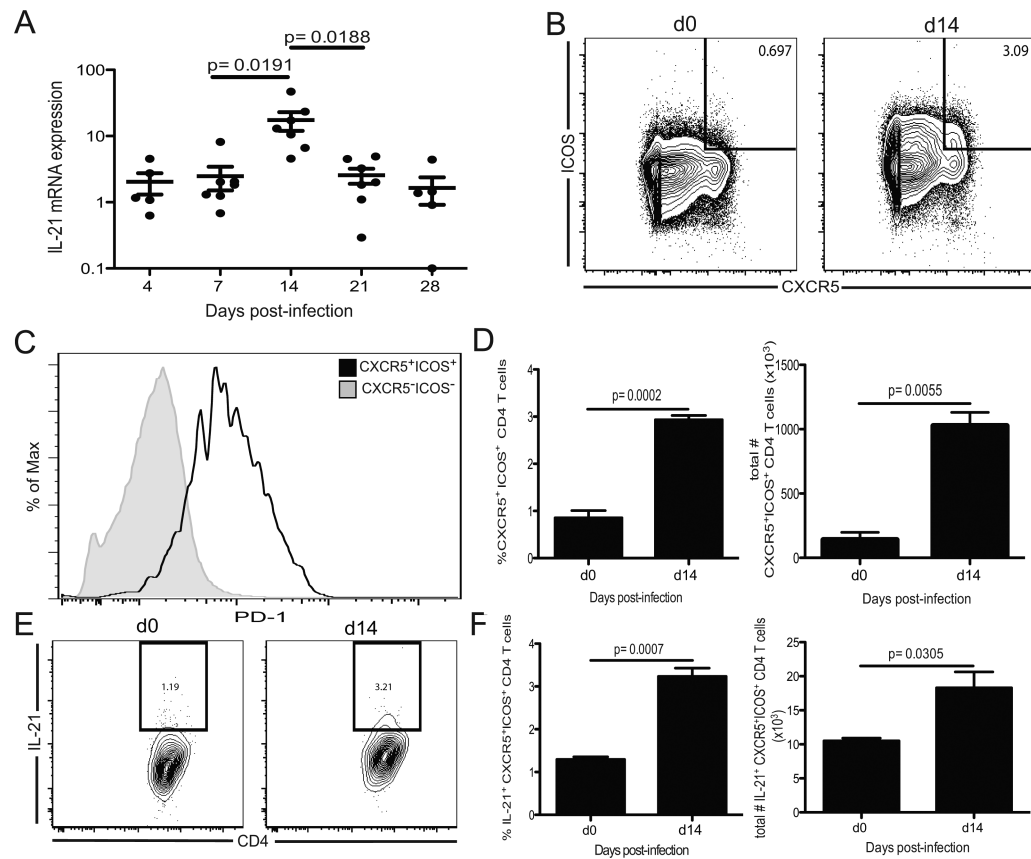 A
p= 0.0188
p= 0.0191
100
10
1
0.1
IL-21 mRNA expression
4 7 14 21 28
Days post-infection
B
d0 d14
0.697
3.09
ICOS
CXCR5
C
CXCR5⁺ICOS⁺
CXCR5⁻ICOS⁻
% of Max
PD-1
D
%CXCR5⁺ ICOS⁺ CD4 T cells
4
3
2
1
0
p= 0.0002
d0 d14
Days post-infection
total #
CXCR5⁺ICOS⁺ CD4 T cells (x10³)
1500
1000
500
0
p= 0.0055
d0 d14
Days post-infection
E
d0 d14
1.19
3.21
IL-21
CD4
F
% IL-21⁺ CXCR5⁺ICOS⁺ CD4 T cells
4
3
2
1
0
p= 0.0007
d0 d14
Days post-infection
total # IL-21⁺ CXCR5⁺ICOS⁺ CD4 T cells
(x10³)
25
20
15
10
5
0
p= 0.0305
d0 d14
Days post-infection